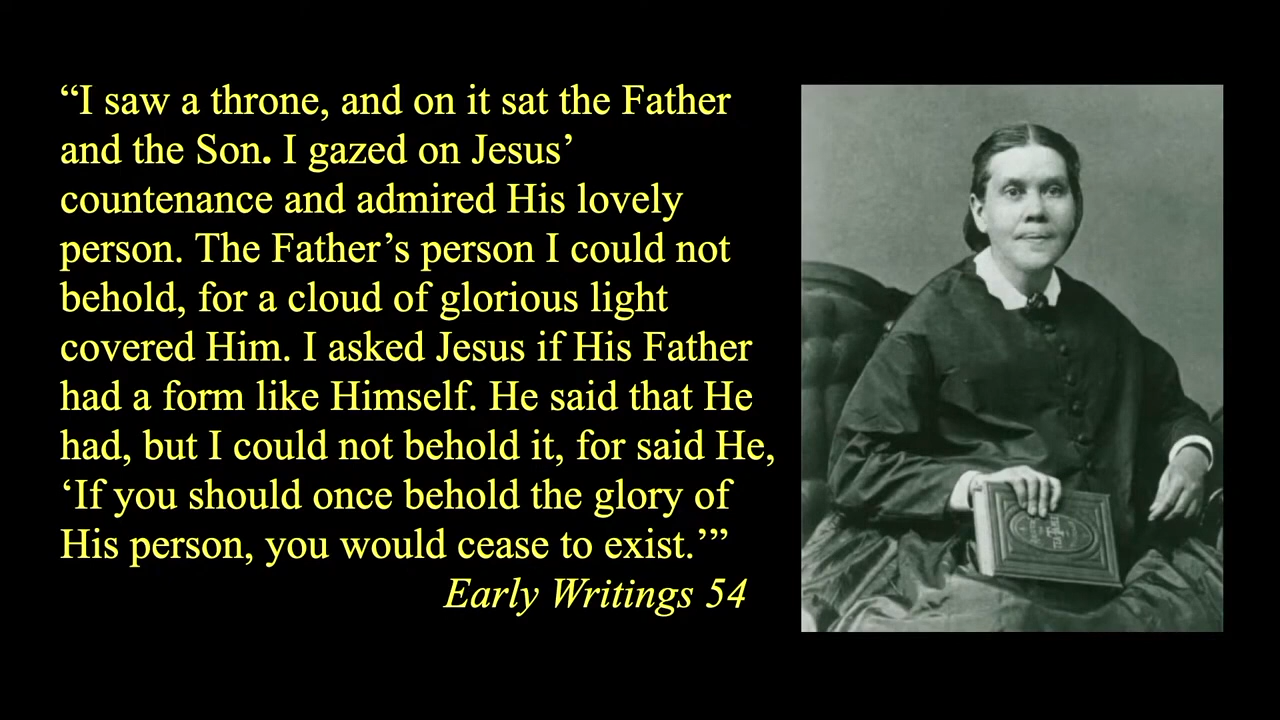 “I saw a throne, and on it sat the Father
and the Son. I gazed on Jesus’
countenance and admired His lovely
person. The Father’s person I could not
behold, for a cloud of glorious light
covered Him. I asked Jesus if His Father
had a form like Himself. He said that He
had, but I could not behold it, for said He,
‘If you should once behold the glory of
His person, you would cease to exist.’”
Early Writings 54